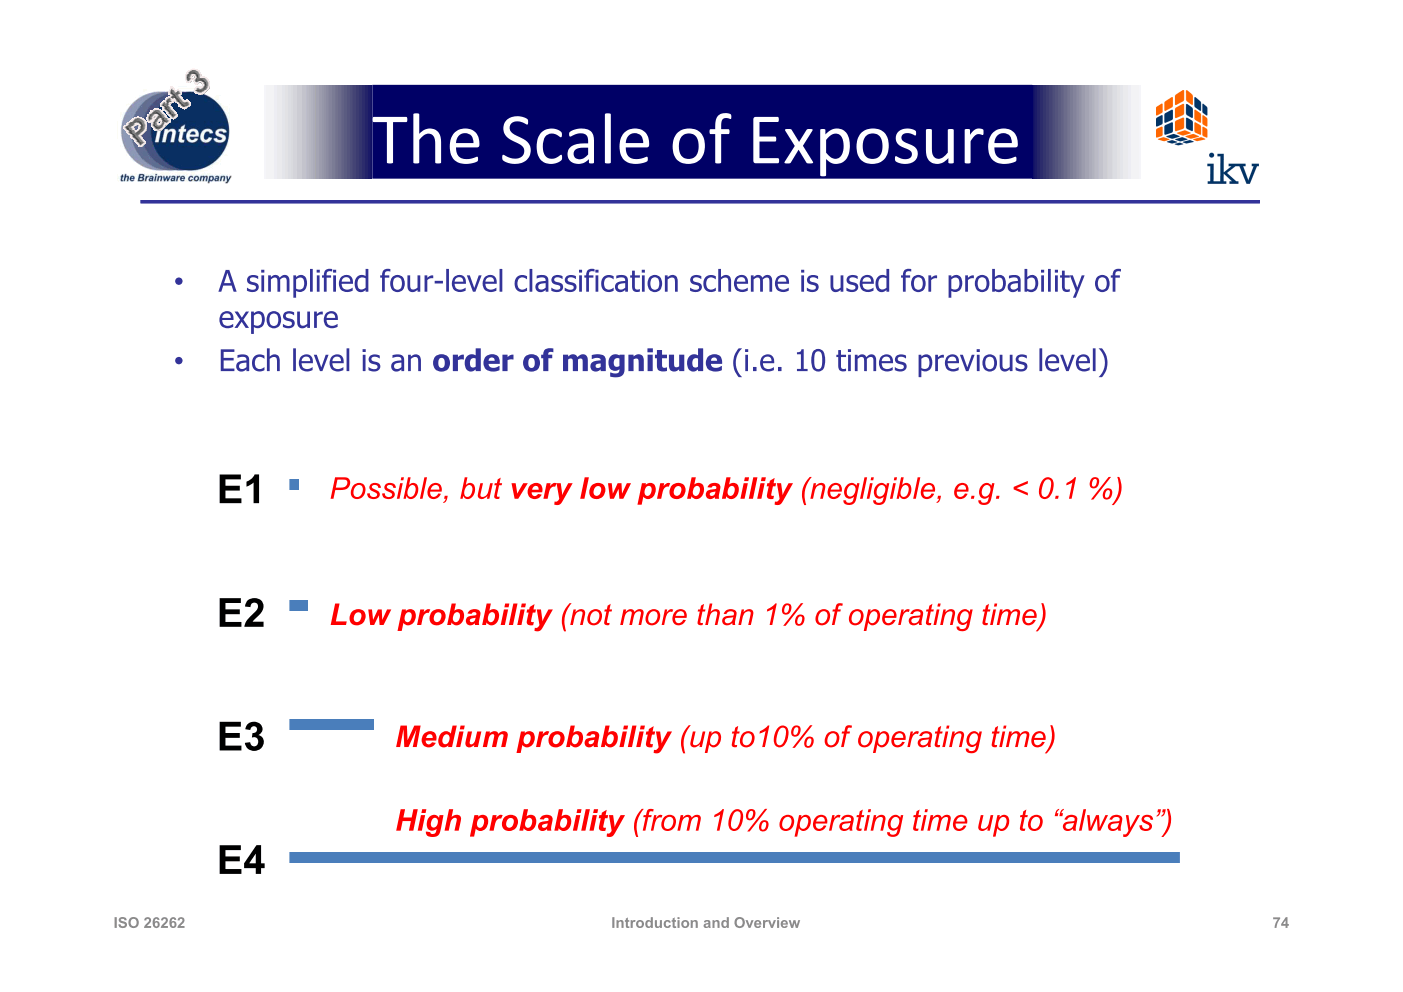 Part 3
intecs
the Brainware company
The Scale of Exposure
ikv
• A simplified four-level classification scheme is used for probability of
exposure
• Each level is an order of magnitude (i.e. 10 times previous level)
E1 Possible, but very low probability (negligible, e.g. < 0.1 %)
E2 Low probability (not more than 1% of operating time)
E3 Medium probability (up to10% of operating time)
High probability (from 10% operating time up to “always”)
E4
ISO 26262 Introduction and Overview 74